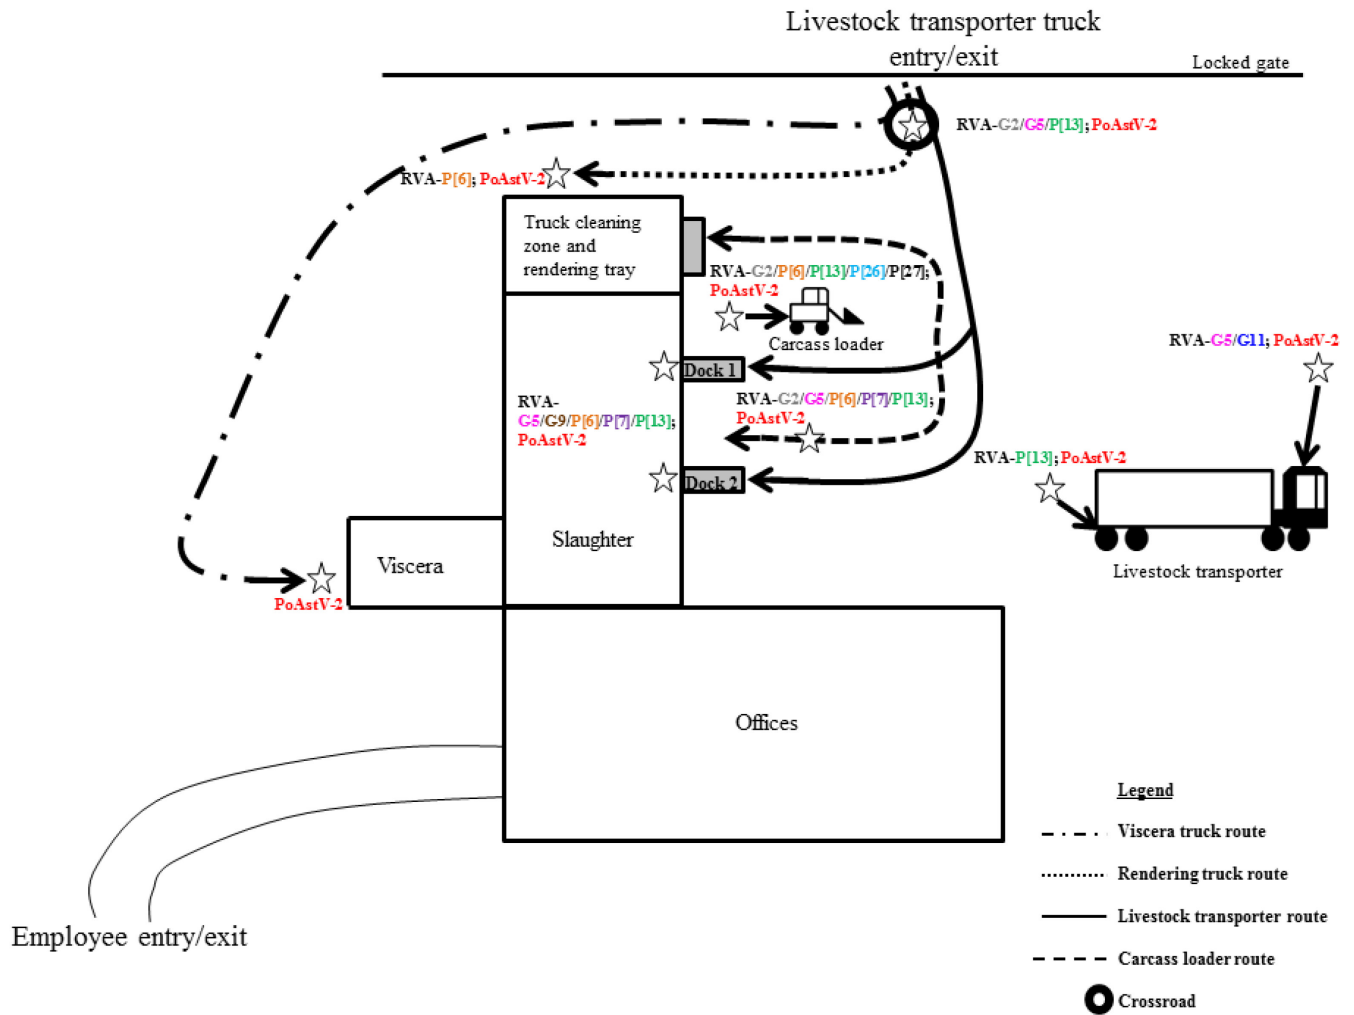 Livestock transporter truck
entry/exit
Locked gate
RVA-G2/G5/P[13]; PoAstV-2
RVA-P[6]; PoAstV-2
Truck cleaning
zone and
rendering tray
RVA-G2/P[6]/P[13]/P[26]/P[27];
PoAstV-2
Carcass loader
RVA-G5/G11; PoAstV-2
Dock 1
RVA-G2/G5/P[6]/P[7]/P[13];
PoAstV-2
RVA-
G5/G9/P[6]/P[7]/P[13];
PoAstV-2
RVA-P[13]; PoAstV-2
Dock 2
Slaughter
Viscera
Livestock transporter
PoAstV-2
Offices
Legend
Viscera truck route
Rendering truck route
Livestock transporter route
Employee entry/exit
Carcass loader route
Crossroad